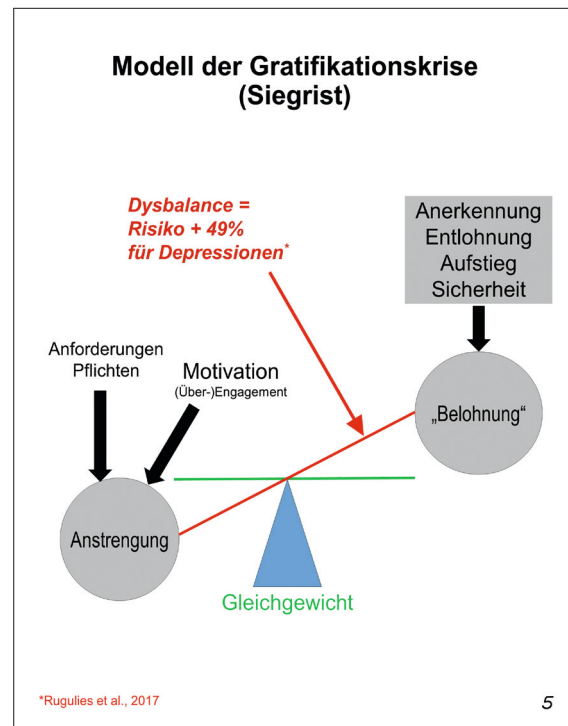 Modell der Gratifikationskrise
(Siegrist)
Dysbalance =
Risiko + 49%
für Depressionen*
Anerkennung
Entlohnung
Aufstieg
Sicherheit
Anforderungen
Pflichten
Motivation
(Über-)Engagement
„Belohnung“
Anstrengung
Gleichgewicht
*Rugulies et al., 2017
5